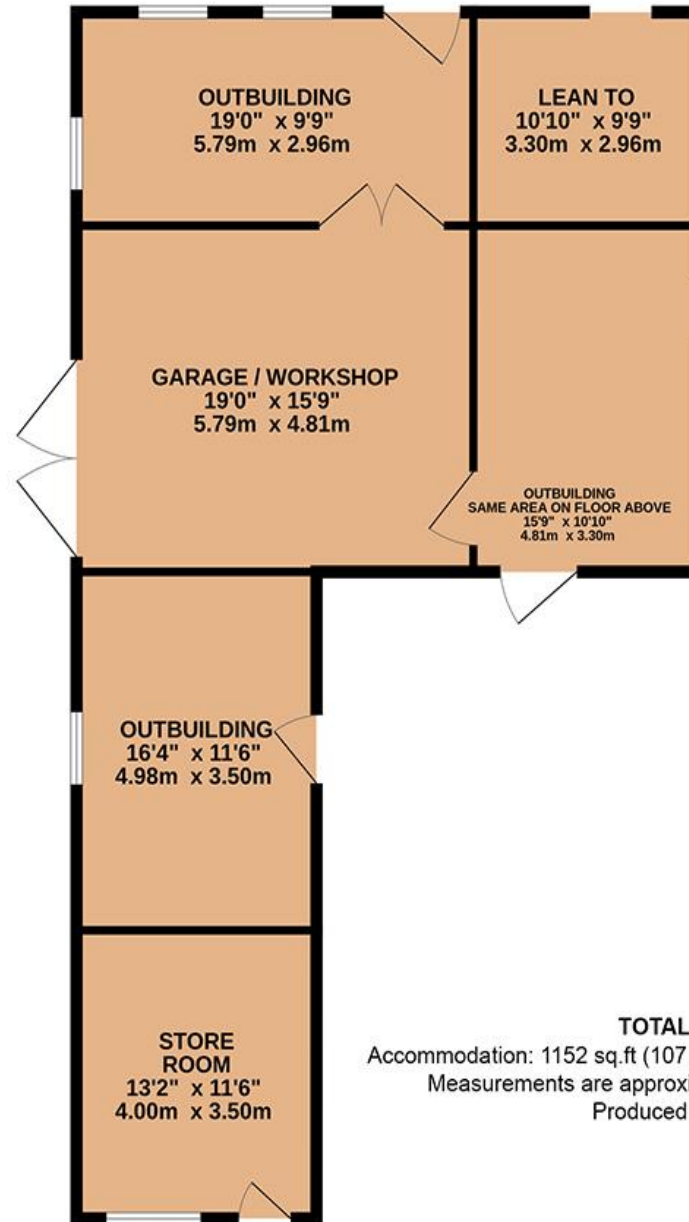 OUTBUILDING
19'0" x 9'9"
5.79m x 2.96m
LEAN TO
10'10" x 9'9"
3.30m x 2.96m
GARAGE / WORKSHOP
19'0" x 15'9"
5.79m x 4.81m
OUTBUILDING
SAME AREA ON FLOOR ABOVE
15'9" x 10'10"
4.81m x 3.30m
OUTBUILDING
16'4" x 11'6"
4.98m x 3.50m
STORE
ROOM
13'2" x 11'6"
4.00m x 3.50m
TOTAL
Accommodation: 1152 sq.ft (107
Measurements are approxi
Produced